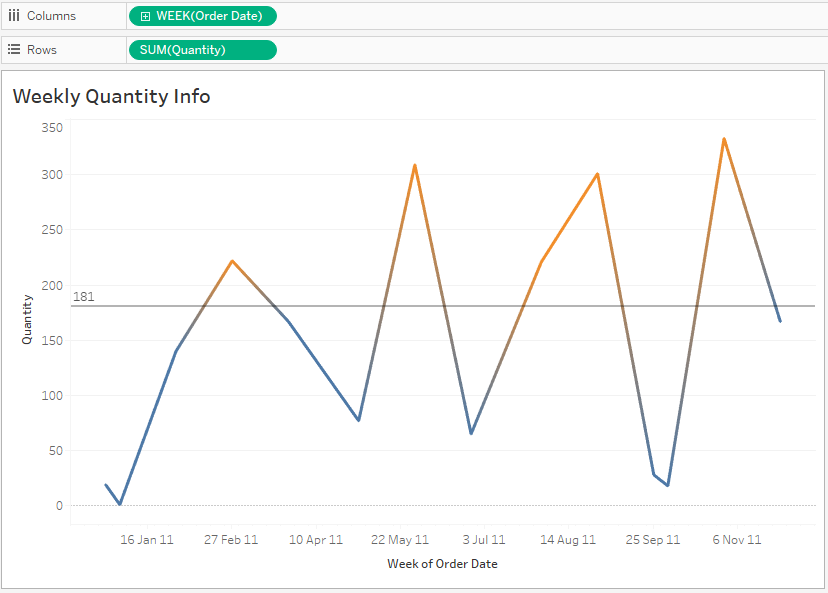 Columns
WEEK(Order Date)
Rows
SUM(Quantity)
Weekly Quantity Info
350
300
250
200
181
150
100
50
0
Quantity
16 Jan 11 27 Feb 11 10 Apr 11 22 May 11 3 Jul 11 14 Aug 11 25 Sep 11 6 Nov 11
Week of Order Date